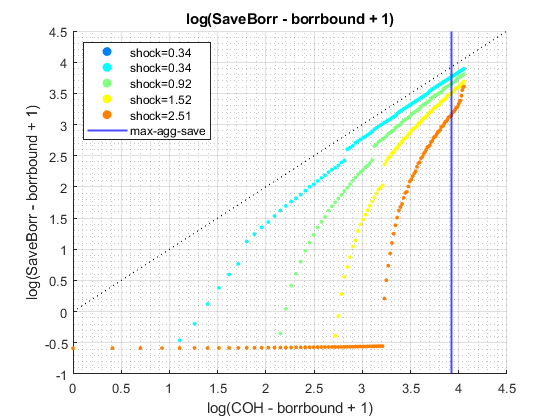 log(SaveBorr - borrbound + 1)
4.5
4
3.5
3
2.5
2
1.5
1
0.5
0
-0.5
-1
log(SaveBorr - borrbound + 1)
shock=0.34
shock=0.34
shock=0.92
shock=1.52
shock=2.51
max-agg-save
0 0.5 1 1.5 2 2.5 3 3.5 4 4.5
log(COH - borrbound + 1)